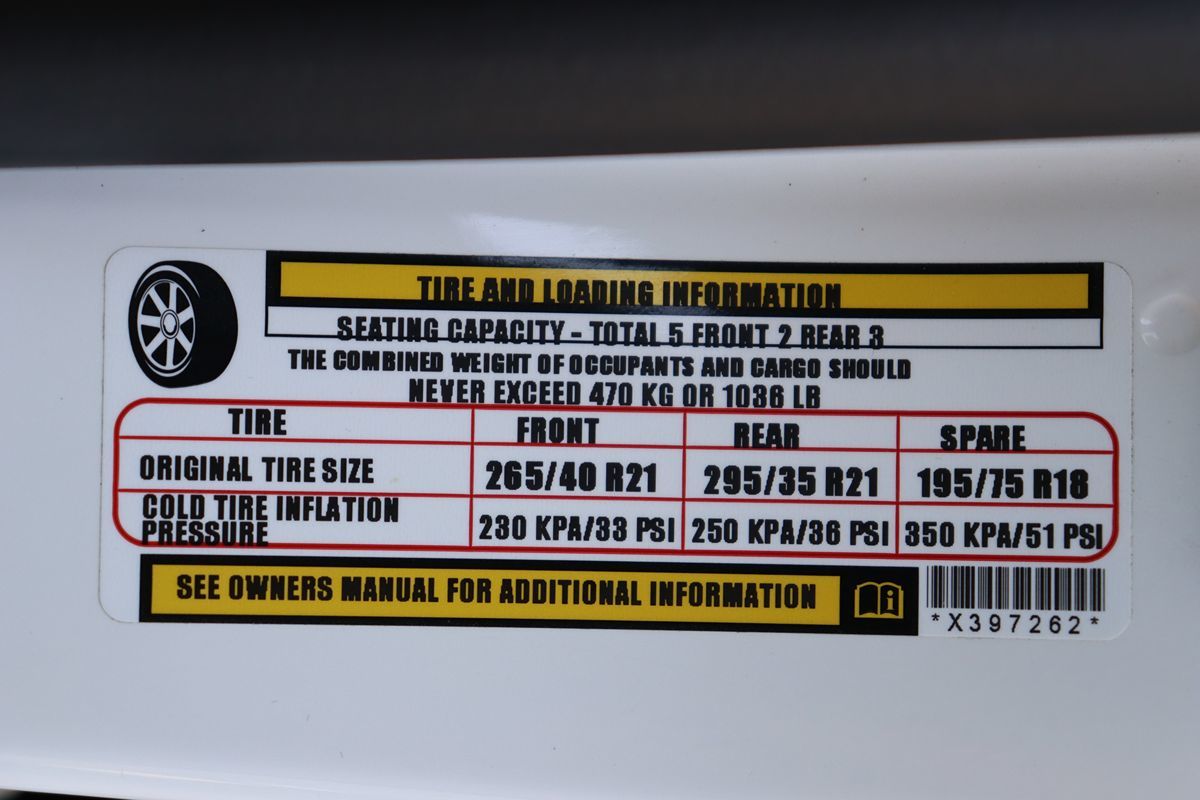 TIRE AND LOADING INFORMATION
SEATING CAPACITY - TOTAL 5 FRONT 2 REAR 3
THE COMBINED WEIGHT OF OCCUPANTS AND CARGO SHOULD
NEVER EXCEED 470 KG OR 1036 LB
TIRE FRONT REAR SPARE
ORIGINAL TIRE SIZE 265/40 R21 295/35 R21 195/75 R18
COLD TIRE INFLATION
PRESSURE 230 KPA/33 PSI 250 KPA/36 PSI 350 KPA/51 PSI
SEE OWNERS MANUAL FOR ADDITIONAL INFORMATION
*X397262*